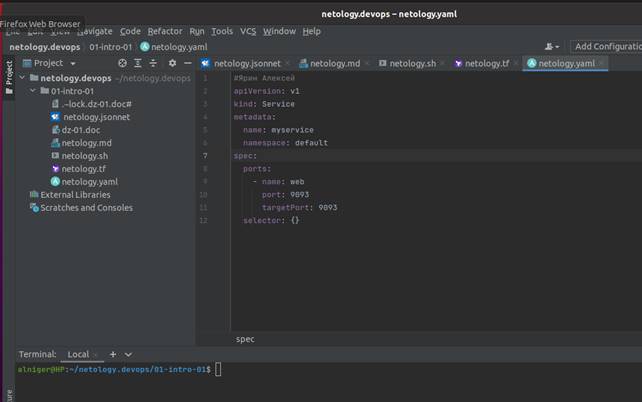 netology.devops – netology.yaml
Firefox Web Browser
File Edit View Navigate Code Refactor Run Tools VCS Window Help
netology.devops 01-intro-01 netology.yaml Add Configuratio
Project netology.jsonnet netology.md netology.sh netology.tf netology.yaml
Project
netology.devops ~/netology.devops
01-intro-01
.~lock.dz-01.doc#
netology.jsonnet
dz-01.doc
netology.md
netology.sh
netology.tf
netology.yaml
External Libraries
Scratches and Consoles
1 #Ярин Алексей
2 apiVersion: v1
3 kind: Service
4 metadata:
5 name: myservice
6 namespace: default
7 spec:
8 ports:
9 - name: web
10 port: 9093
11 targetPort: 9093
12 selector: {}
spec
Terminal: Local
alniger@HP:~/netology.devops/01-intro-01$